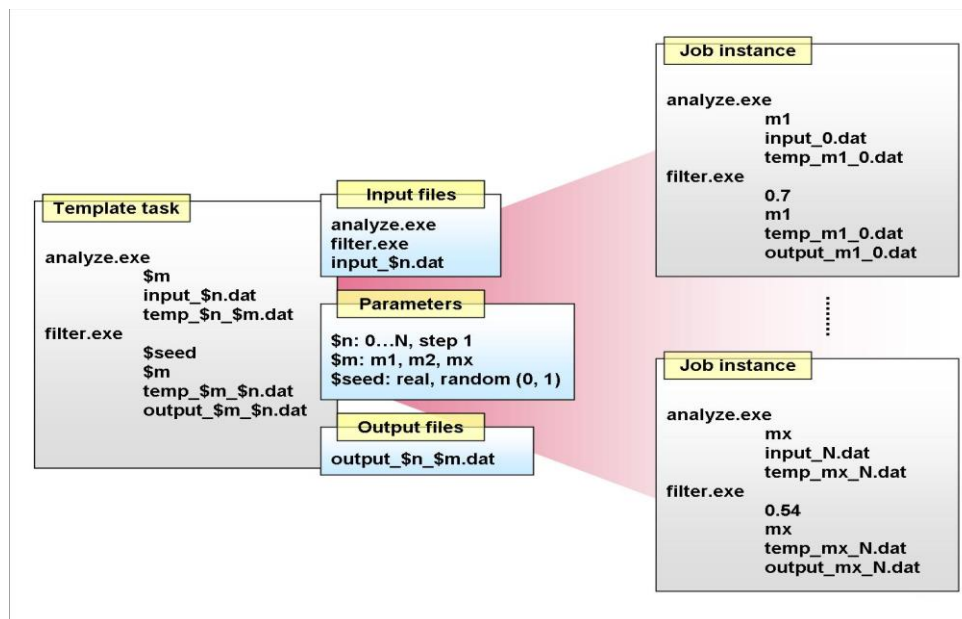 Template task
analyze.exe
$m
input_$n.dat
temp_$n_$m.dat
filter.exe
$seed
$m
temp_$m_$n.dat
output_$m_$n.dat
Input files
analyze.exe
filter.exe
input_$n.dat
Parameters
$n: 0...N, step 1
$m: m1, m2, mx
$seed: real, random (0, 1)
Output files
output_$n_$m.dat
Job instance
analyze.exe
m1
input_0.dat
temp_m1_0.dat
filter.exe
0.7
m1
temp_m1_0.dat
output_m1_0.dat
Job instance
analyze.exe
mx
input_N.dat
temp_mx_N.dat
filter.exe
0.54
mx
temp_mx_N.dat
output_mx_N.dat